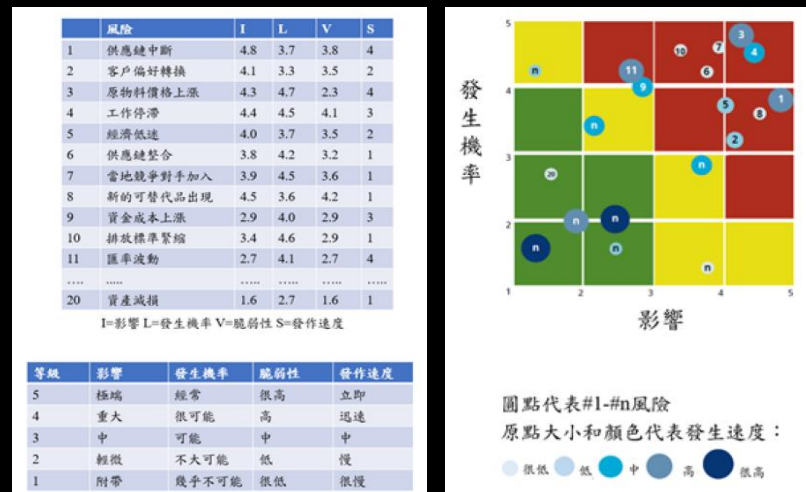 風險 I L V S
1 供應鏈中斷 4.8 3.7 3.8 4
2 客戶偏好轉換 4.1 3.3 3.5 2
3 原物料價格上漲 4.3 4.7 2.3 4
4 工作停滯 4.4 4.5 4.1 3
5 經濟低迷 4.0 3.7 3.5 2
6 供應鏈整合 3.8 4.2 3.2 1
7 當地競爭對手加入 3.9 4.5 3.6 1
8 新的可替代品出現 4.5 3.6 4.2 1
9 資金成本上漲 2.9 4.0 2.9 3
10 排放標準緊縮 3.4 4.6 2.9 1
11 匯率波動 2.7 4.1 2.7 4
…. ….. ….. ….. ….. …..
20 資產減損 1.6 2.7 1.6 1
I=影響 L=發生機率 V=脆弱性 S=發作速度
等級 影響 發生機率 脆弱性 發作速度
5 極端 經常 很高 立即
4 重大 很可能 高 迅速
3 中 可能 中 中
2 輕微 不大可能 低 慢
1 附帶 幾乎不可能 很低 很慢
發生機率
5
3
10 7 4
n 11 6
9
4
1
5
n 8
2
3
n
20
2
n n
n n
n
1 2 3 4 5
影響
圓點代表#1-#n風險
原點大小和顏色代表發生速度：
很低 低 中 高 很高